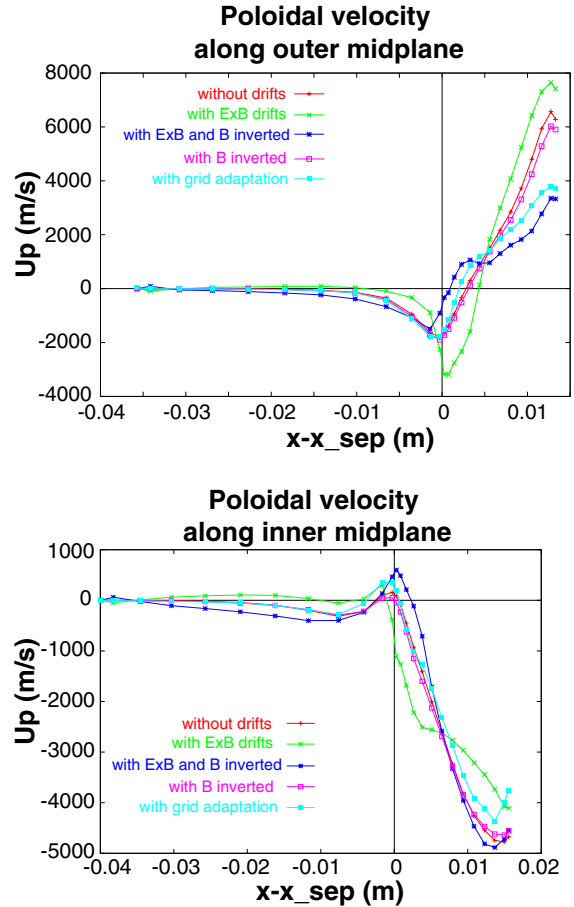 Poloidal velocity
along outer midplane
8000
6000
4000
2000
0
-2000
-4000
Up (m/s)
without drifts
with ExB drifts
with ExB and B inverted
with B inverted
with grid adaptation
-0.04 -0.03 -0.02 -0.01 0 0.01
x-x_sep (m)
Poloidal velocity
along inner midplane
1000
0
-1000
-2000
-3000
-4000
-5000
Up (m/s)
without drifts
with ExB drifts
with ExB and B inverted
with B inverted
with grid adaptation
-0.04 -0.03 -0.02 -0.01 0 0.01 0.02
x-x_sep (m)